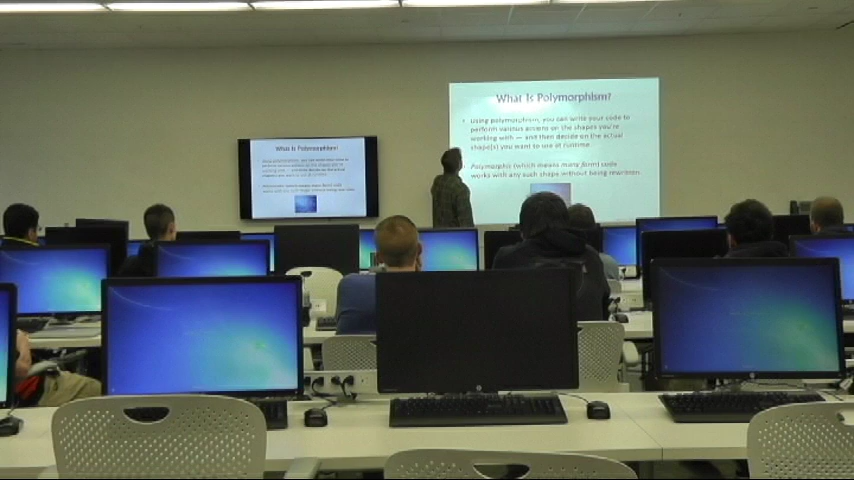 What Is Polymorphism?
Using polymorphism, you can write your code to
perform various actions on the shapes you're
working with — and then decide on the actual
shape(s) you want to use at runtime.
Polymorphic (which means many form) code
works with any such shape without being rewritten.
What Is Polymorphism?